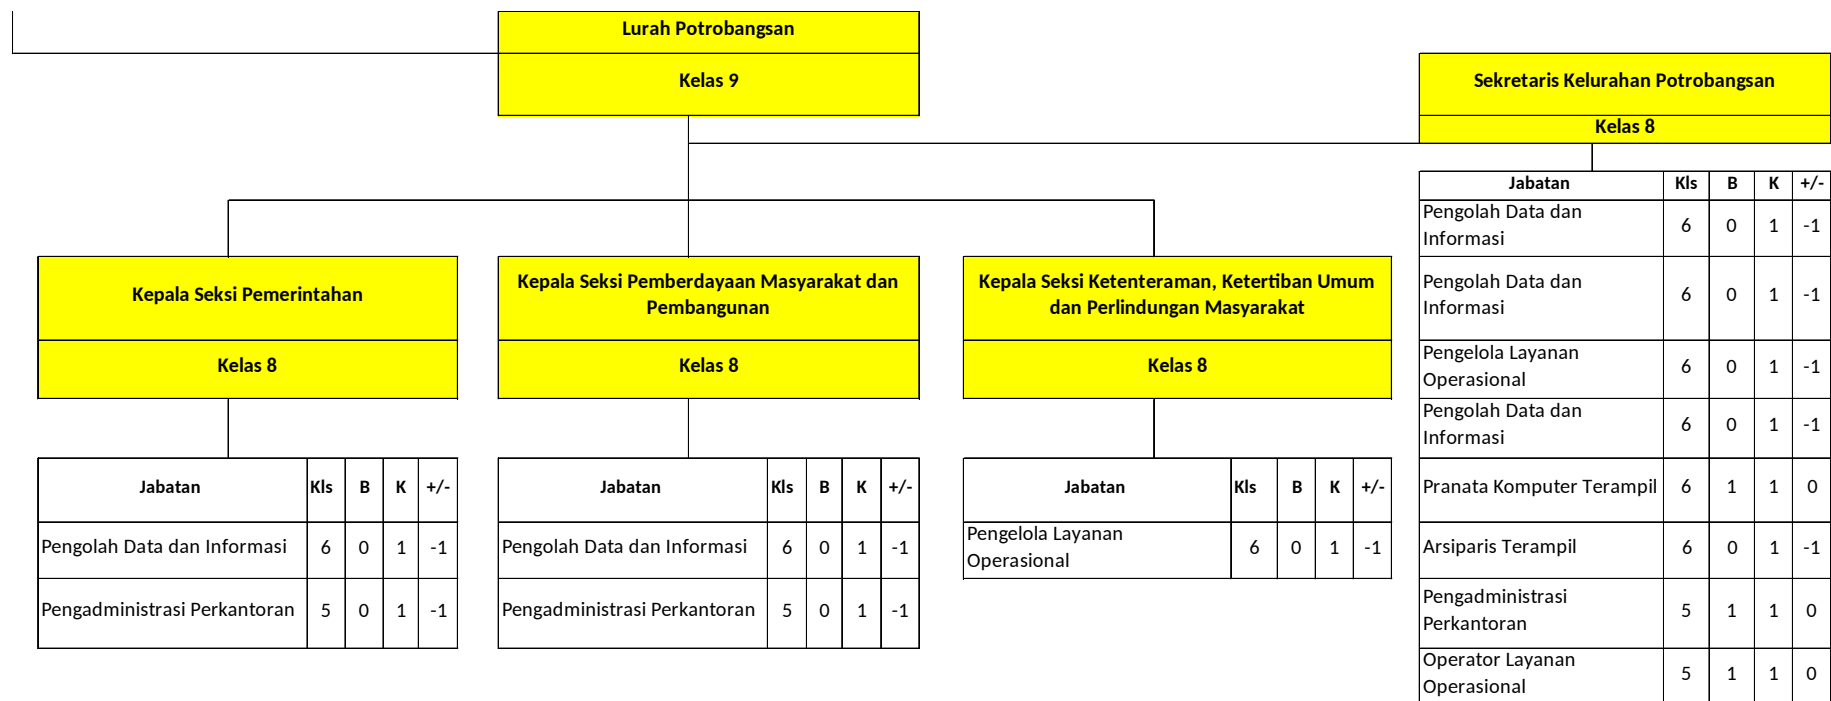 Lurah Potrobangsan
Kelas 9
Sekretaris Kelurahan Potrobangsan
Kelas 8
Jabatan Kls B K +/-
Pengolah Data dan
Informasi
6 0 1 -1
Pengolah Data dan
Informasi
6 0 1 -1
Pengelola Layanan
Operasional
6 0 1 -1
Pengolah Data dan
Informasi
6 0 1 -1
Pranata Komputer Terampil 6 1 1 0
Arsiparis Terampil 6 0 1 -1
Pengadministrasi
Perkantoran
5 1 1 0
Operator Layanan
Operasional
5 1 1 0
Kepala Seksi Pemerintahan
Kelas 8
Jabatan Kls B K +/-
Pengolah Data dan Informasi 6 0 1 -1
Pengadministrasi Perkantoran 5 0 1 -1
Kepala Seksi Pemberdayaan Masyarakat dan
Pembangunan
Kelas 8
Jabatan Kls B K +/-
Pengolah Data dan Informasi 6 0 1 -1
Pengadministrasi Perkantoran 5 0 1 -1
Kepala Seksi Ketenteraman, Ketertiban Umum
dan Perlindungan Masyarakat
Kelas 8
Jabatan Kls B K +/-
Pengelola Layanan
Operasional
6 0 1 -1